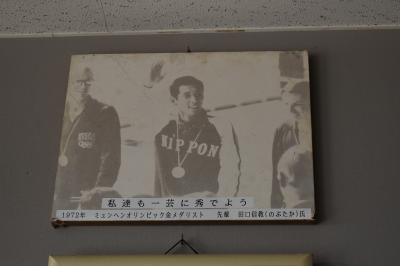 NIPPON
私達も一芸に秀でよう
1972年 ミュンヘンオリンピック金メダリスト 先輩 田口信教(のぶたか)氏